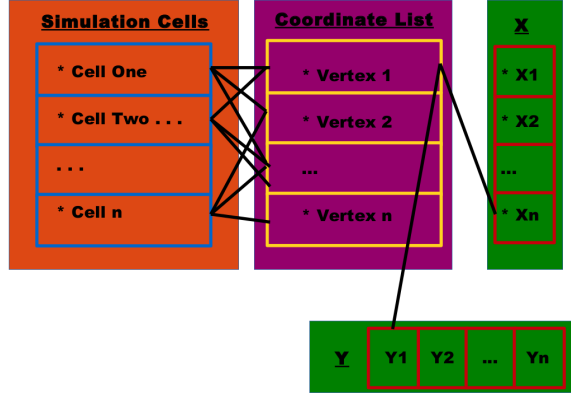 Simulation Cells
* Cell One
* Cell Two . . .
. . .
* Cell n
Coordinate List
* Vertex 1
* Vertex 2
...
* Vertex n
X
* X1
* X2
...
* Xn
Y Y1 Y2 ... Yn